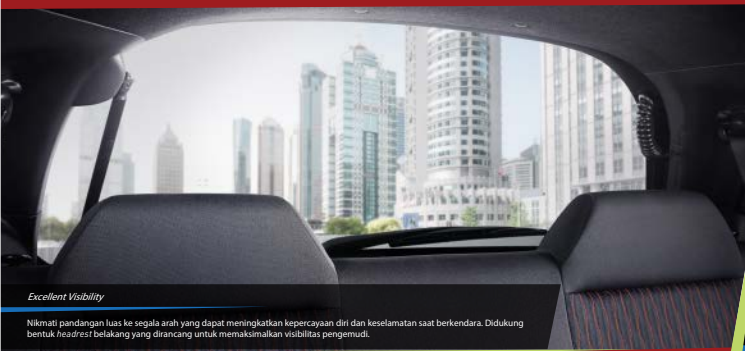 Excellent Visibility
Nikmati pandangan luas ke segala arah yang dapat meningkatkan kepercayaan diri dan keselamatan saat berkendara. Didukung
bentuk headrest belakang yang dirancang untuk memaksimalkan visibilitas pengemudi.